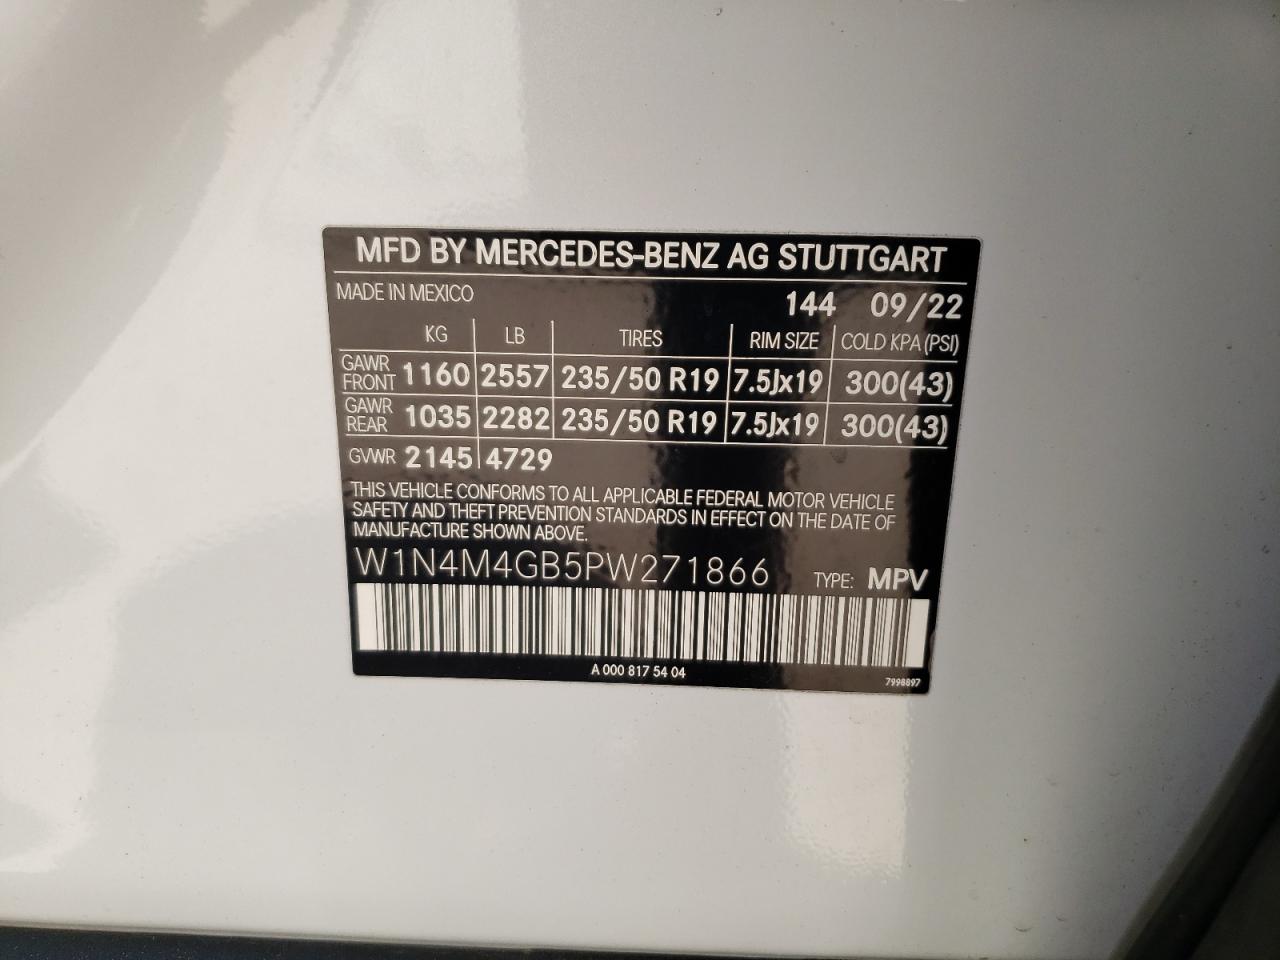 MFD BY MERCEDES-BENZ AG STUTTGART
MADE IN MEXICO 144 09/22
KG LB TIRES RIM SIZE COLD KPA (PSI)
GAWR FRONT 1160 2557 235/50 R19 7.5Jx19 300(43)
GAWR REAR 1035 2282 235/50 R19 7.5Jx19 300(43)
GVWR 2145 4729
THIS VEHICLE CONFORMS TO ALL APPLICABLE FEDERAL MOTOR VEHICLE
SAFETY AND THEFT PREVENTION STANDARDS IN EFFECT ON THE DATE OF
MANUFACTURE SHOWN ABOVE.
W1N4M4GB5PW271866 TYPE: MPV
A 000 817 54 04
7998897